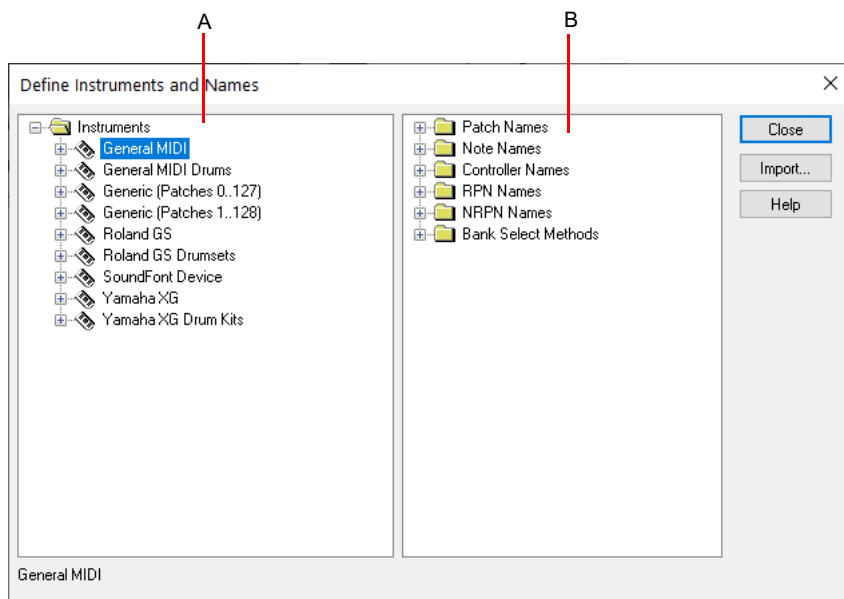 A
B
Define Instruments and Names
Instruments
General MIDI
General MIDI Drums
Generic (Patches 0..127)
Generic (Patches 1..128)
Roland GS
Roland GS Drumsets
SoundFont Device
Yamaha XG
Yamaha XG Drum Kits
Patch Names
Note Names
Controller Names
RPN Names
NRPN Names
Bank Select Methods
Close
Import...
Help
General MIDI